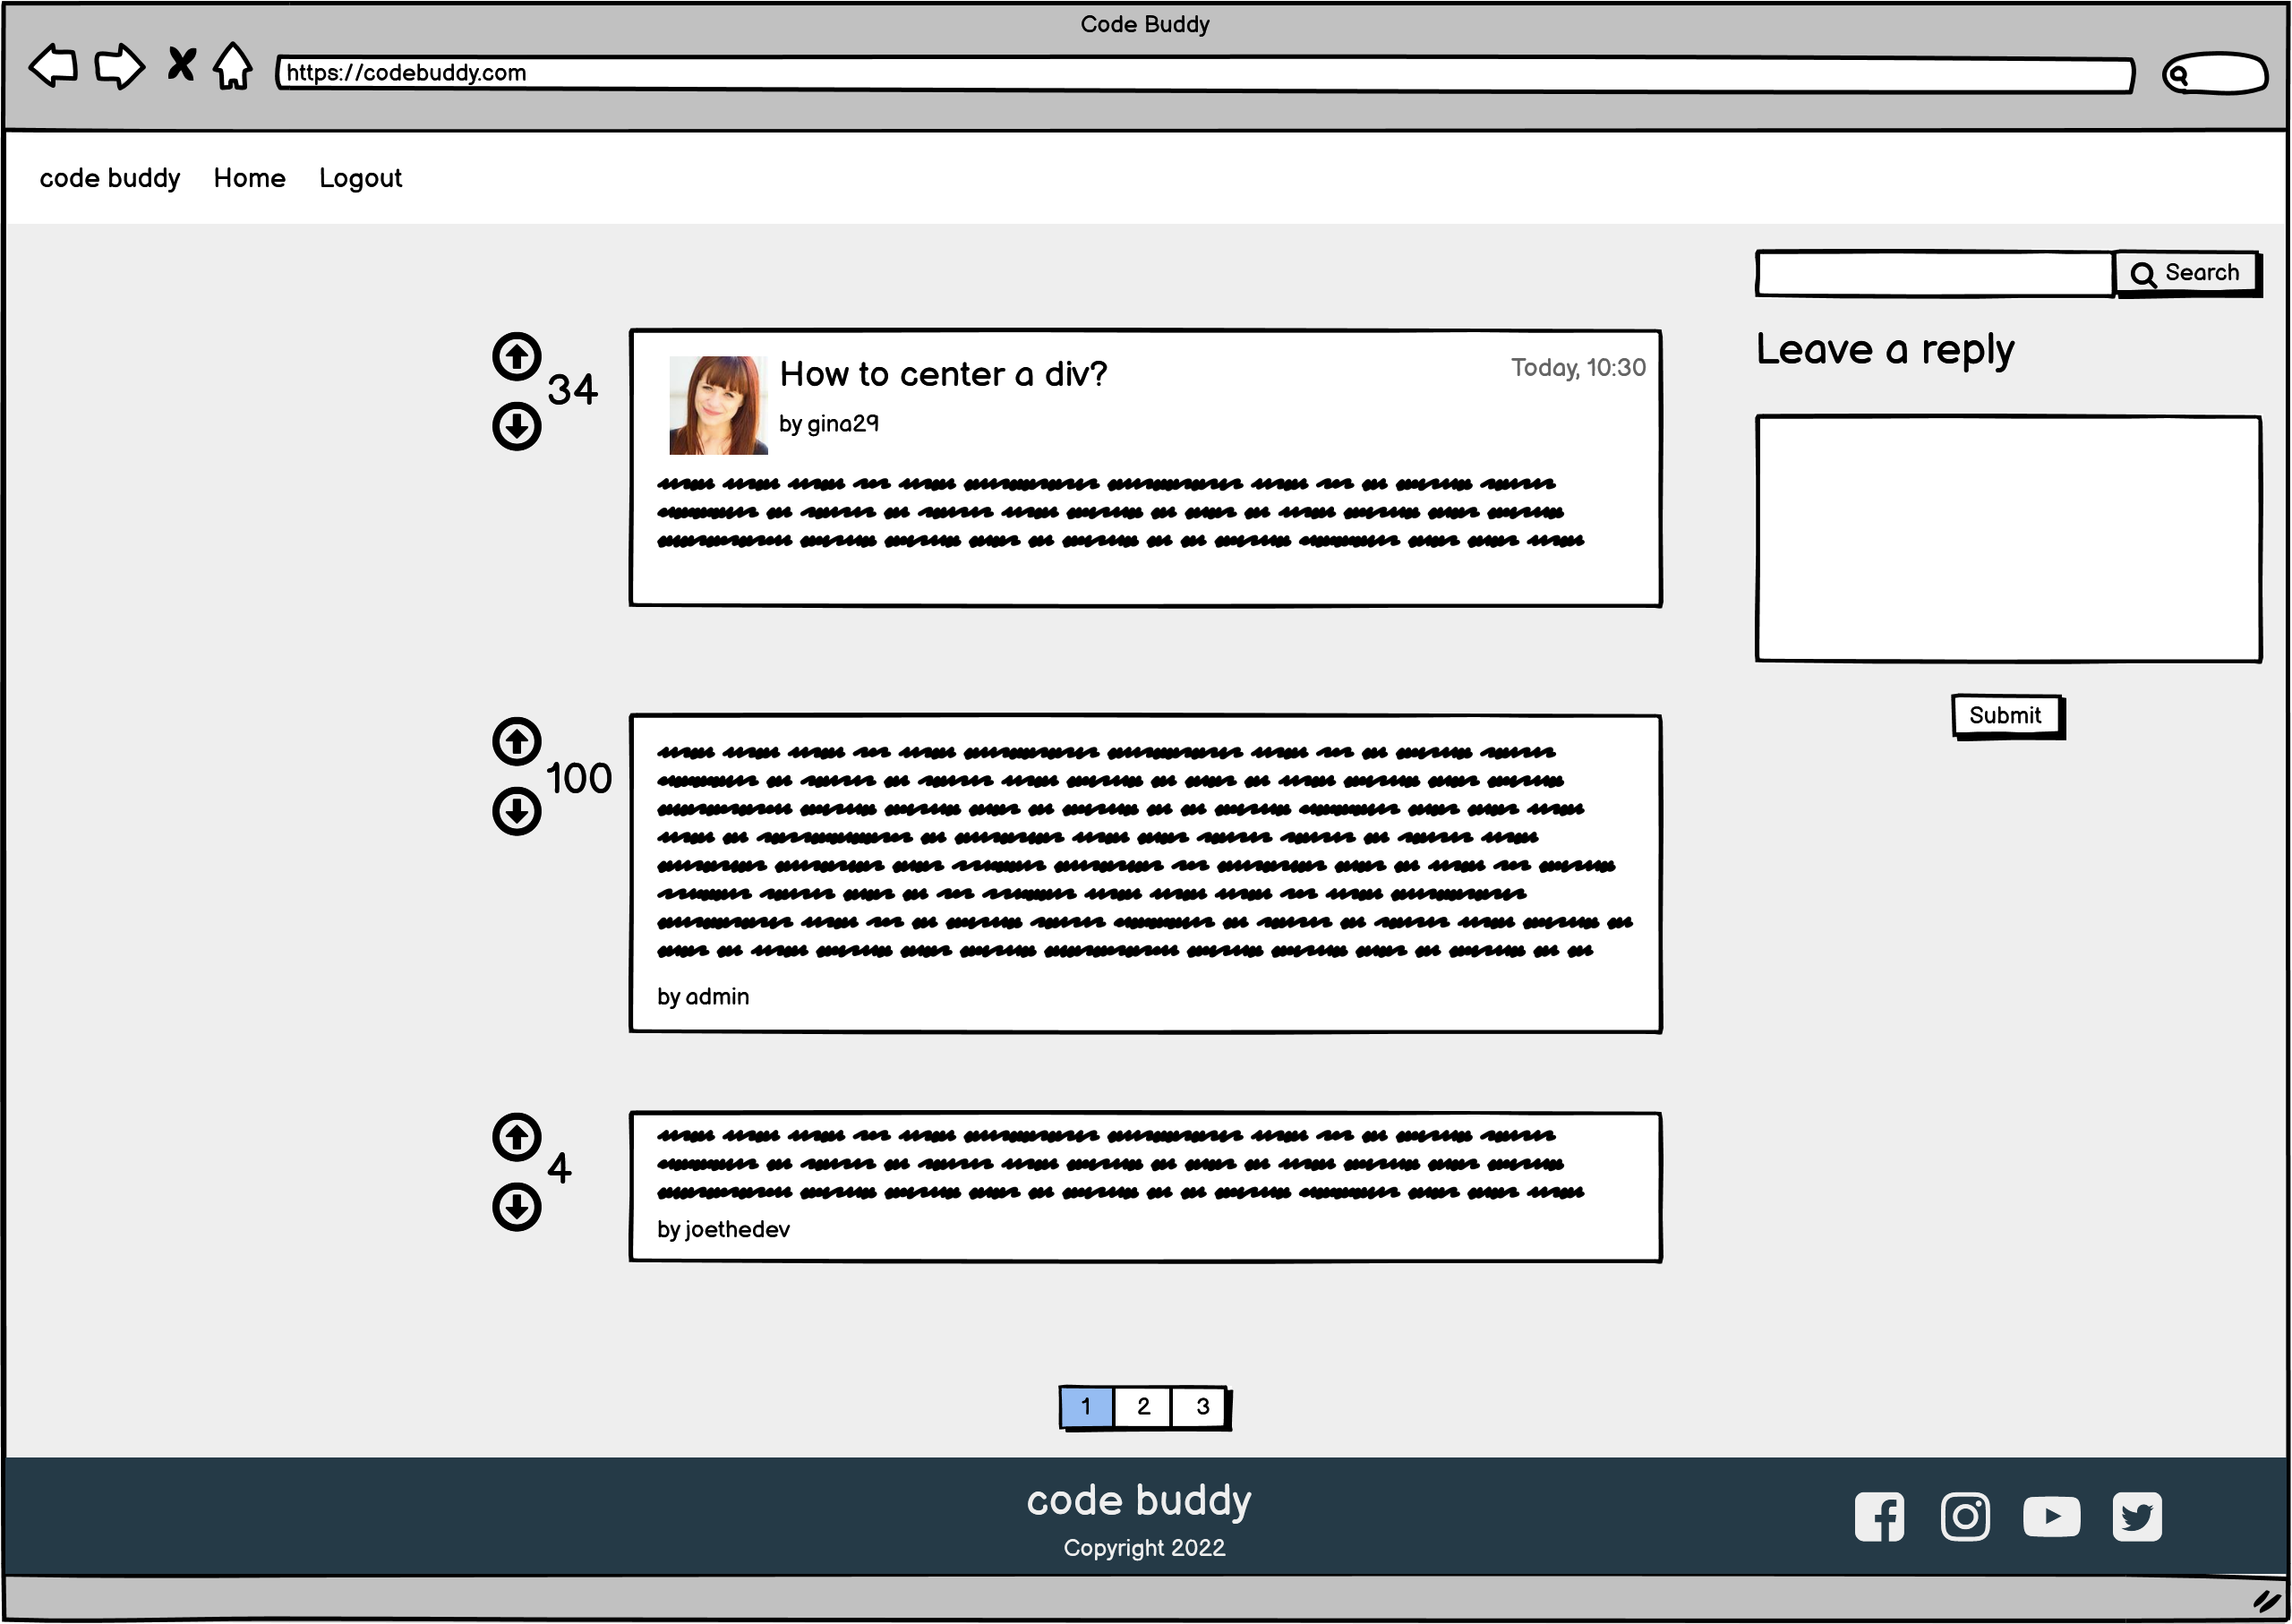 Code Buddy
https://codebuddy.com
code buddy Home Logout
Search
Leave a reply
34
How to center a div?
Today, 10:30
by gina29
Submit
100
by admin
4
by joethedev
1 2 3
code buddy
Copyright 2022